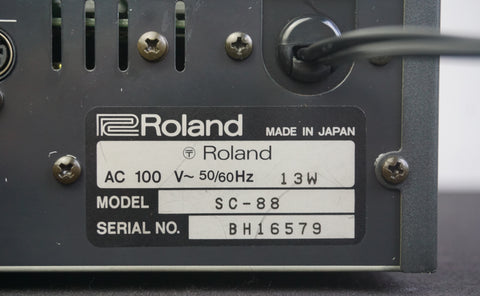 Roland MADE IN JAPAN
〒 Roland
AC 100 V~ 50/60Hz 13W
MODEL SC-88
SERIAL NO. BH16579